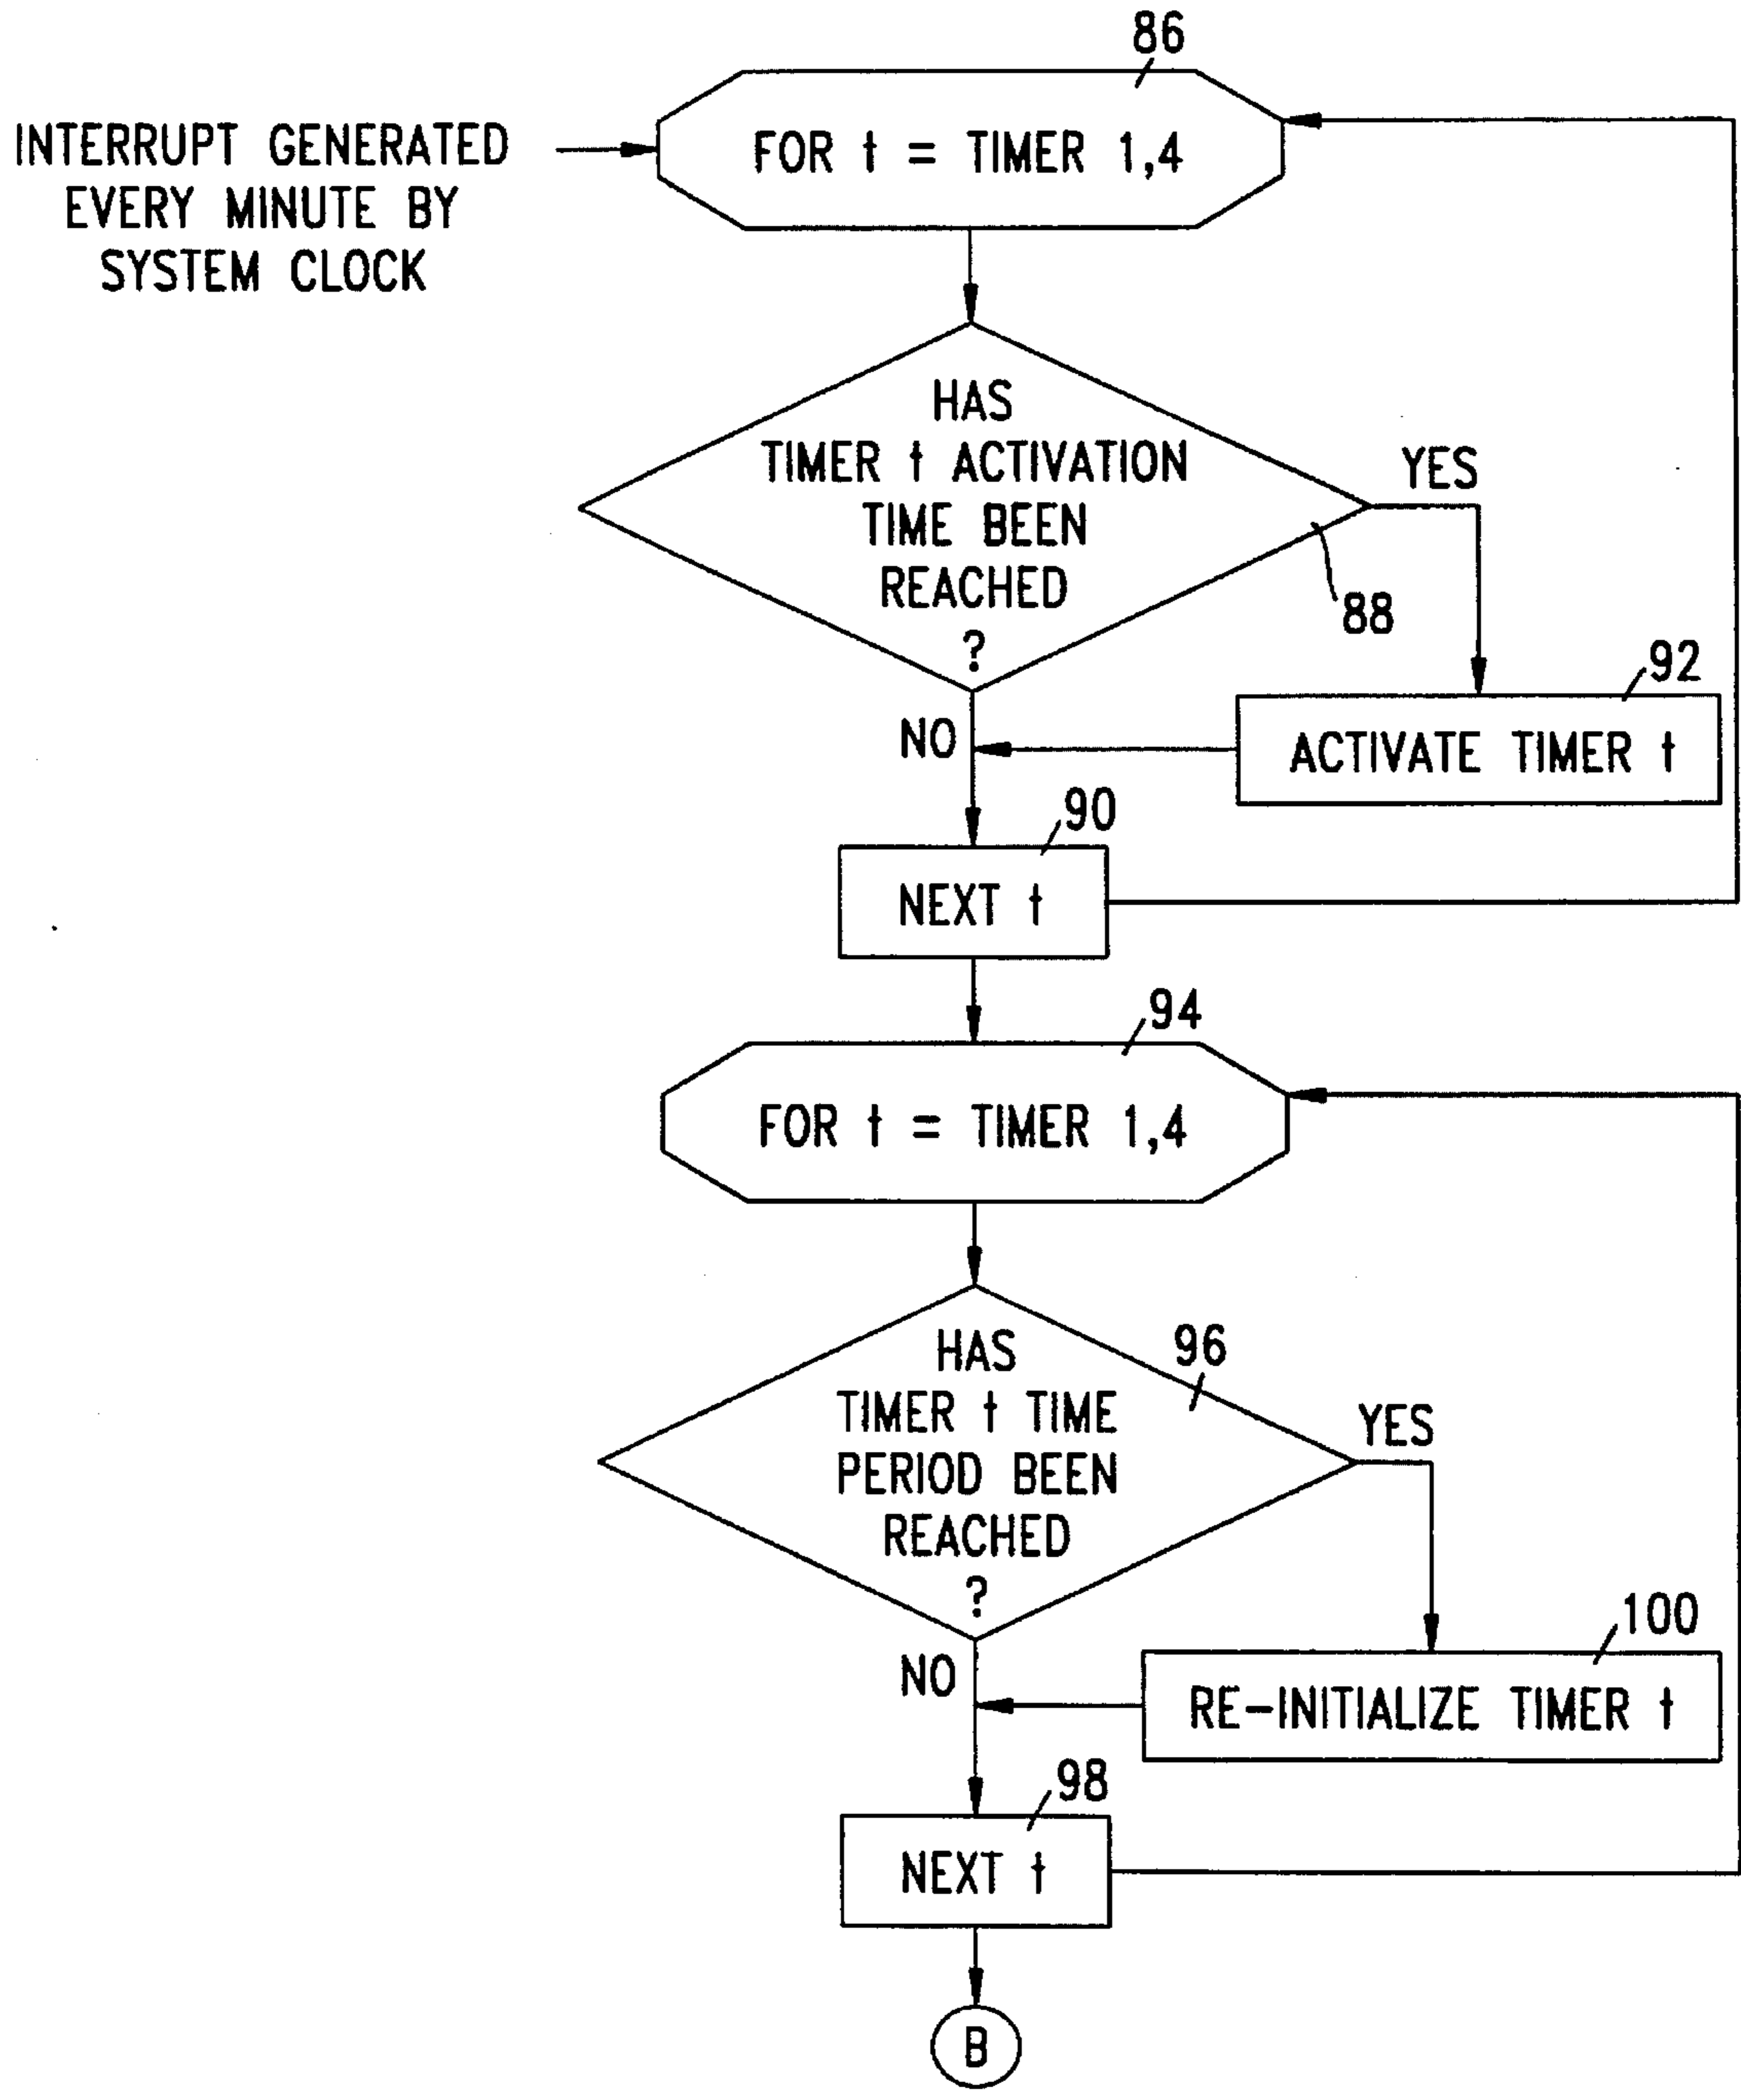 86
INTERRUPT GENERATED
EVERY MINUTE BY
SYSTEM CLOCK
FOR t = TIMER 1,4
HAS
TIMER t ACTIVATION
TIME BEEN
REACHED
?
YES
88
92
NO
ACTIVATE TIMER t
90
NEXT t
94
FOR t = TIMER 1,4
96
HAS
TIMER t TIME
PERIOD BEEN
REACHED
?
YES
100
NO
RE-INITIALIZE TIMER t
98
NEXT t
B